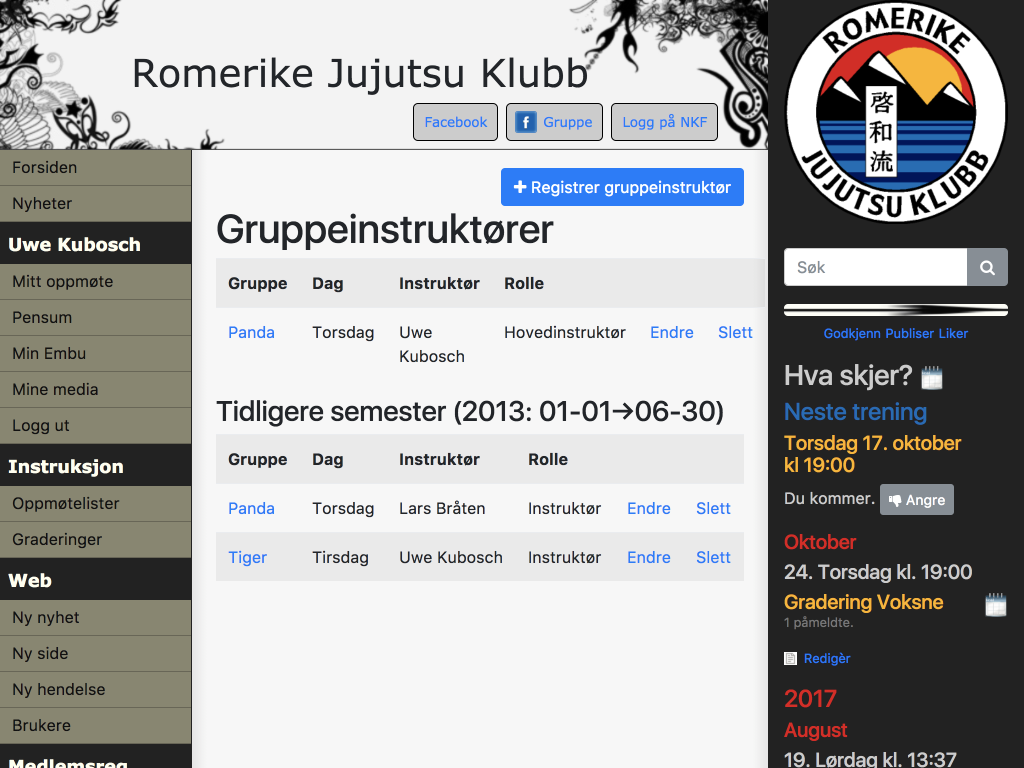 Romerike Jujutsu Klubb
Facebook
Gruppe
Logg på NKF
Forsiden
Nyheter
Uwe Kubosch
Mitt oppmøte
Pensum
Min Embu
Mine media
Logg ut
Instruksjon
Oppmøtelister
Graderinger
Web
Ny nyhet
Ny side
Ny hendelse
Brukere
Medlemsreg
Registrer gruppeinstruktør
Gruppeinstruktører
Gruppe Dag Instruktør Rolle
Panda Torsdag Uwe Kubosch Hovedinstruktør Endre Slett
Tidligere semester (2013: 01-01→06-30)
Gruppe Dag Instruktør Rolle
Panda Torsdag Lars Bråten Instruktør Endre Slett
Tiger Tirsdag Uwe Kubosch Instruktør Endre Slett
ROMERIKE
啓和流
JUJUTSU KLUBB
Søk
Godkjenn Publiser Liker
Hva skjer?
Neste trening
Torsdag 17. oktober
kl 19:00
Du kommer. Angre
Oktober
24. Torsdag kl. 19:00
Gradering Voksne
1 påmeldte.
Redigèr
2017
August
19. Lørdag kl. 13:37